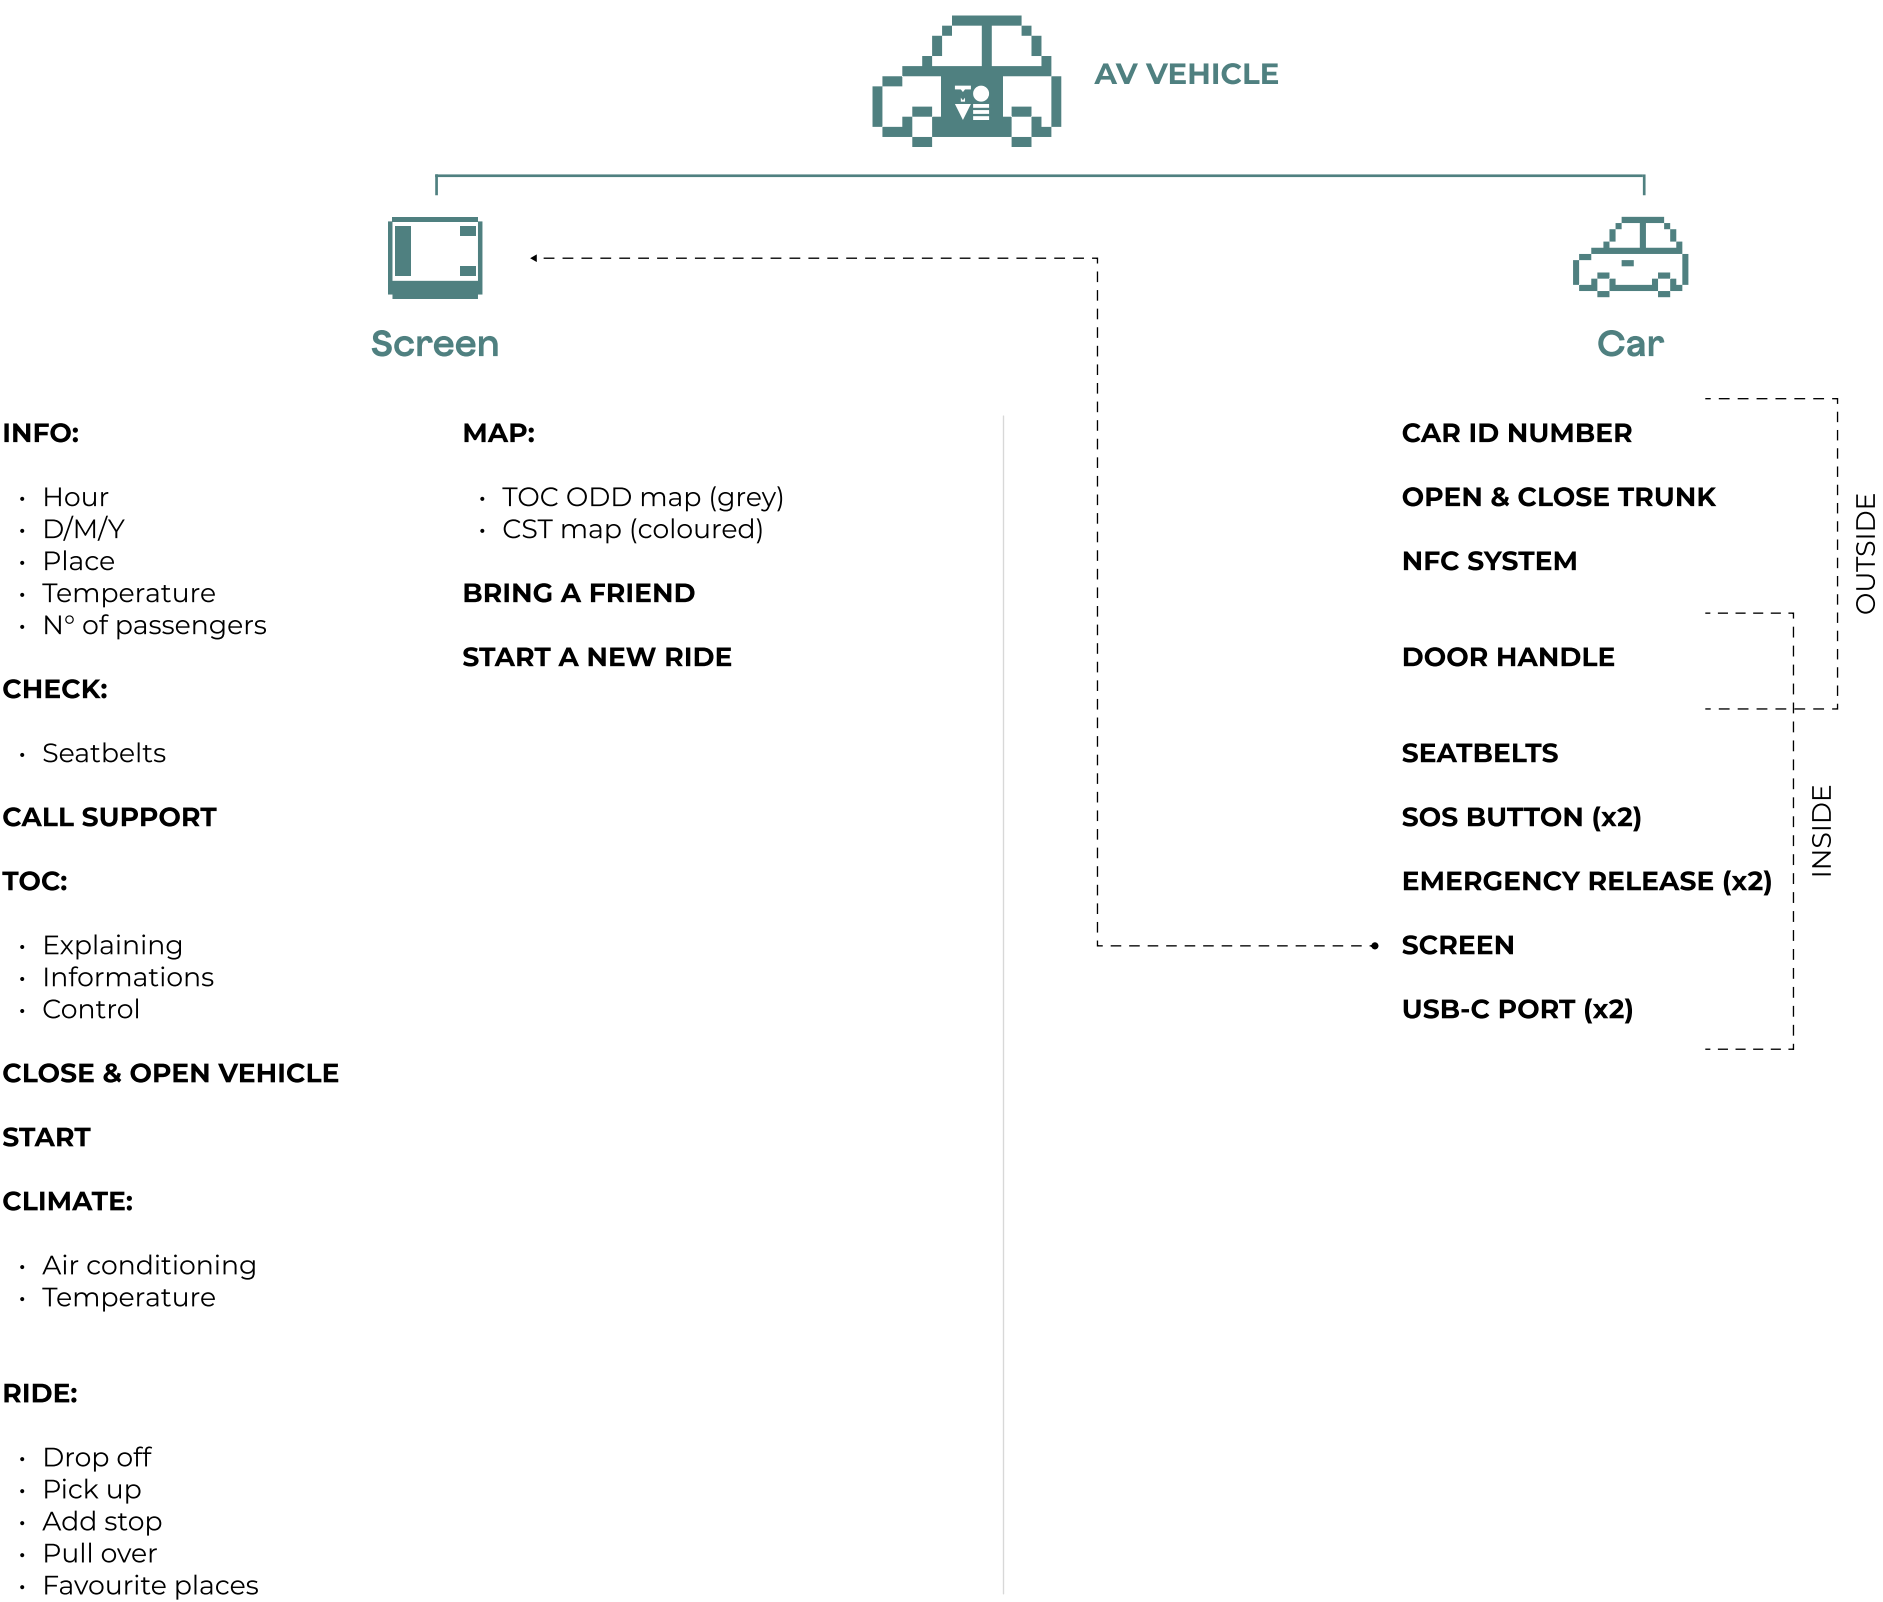 AV VEHICLE
Screen
Car
INFO:
• Hour
• D/M/Y
• Place
• Temperature
• N° of passengers
CHECK:
• Seatbelts
CALL SUPPORT
TOC:
• Explaining
• Informations
• Control
CLOSE & OPEN VEHICLE
START
CLIMATE:
• Air conditioning
• Temperature
RIDE:
• Drop off
• Pick up
• Add stop
• Pull over
• Favourite places
MAP:
• TOC ODD map (grey)
• CST map (coloured)
BRING A FRIEND
START A NEW RIDE
CAR ID NUMBER
OPEN & CLOSE TRUNK
NFC SYSTEM
DOOR HANDLE
SEATBELTS
SOS BUTTON (x2)
EMERGENCY RELEASE (x2)
SCREEN
USB-C PORT (x2)
OUTSIDE
INSIDE